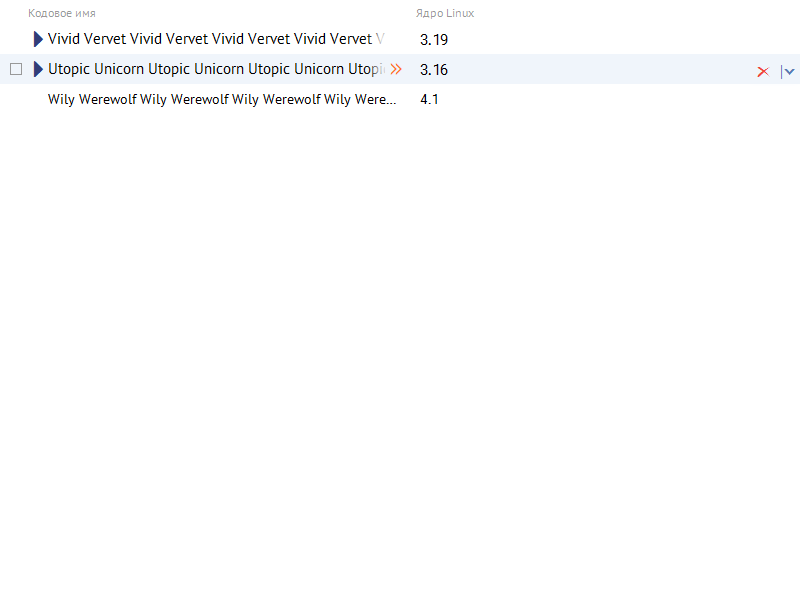 Кодовое имя Ядро Linux
Vivid Vervet Vivid Vervet Vivid Vervet Vivid Vervet V 3.19
Utopic Unicorn Utopic Unicorn Utopic Unicorn Utopi 3.16
Wily Werewolf Wily Werewolf Wily Werewolf Wily Were... 4.1